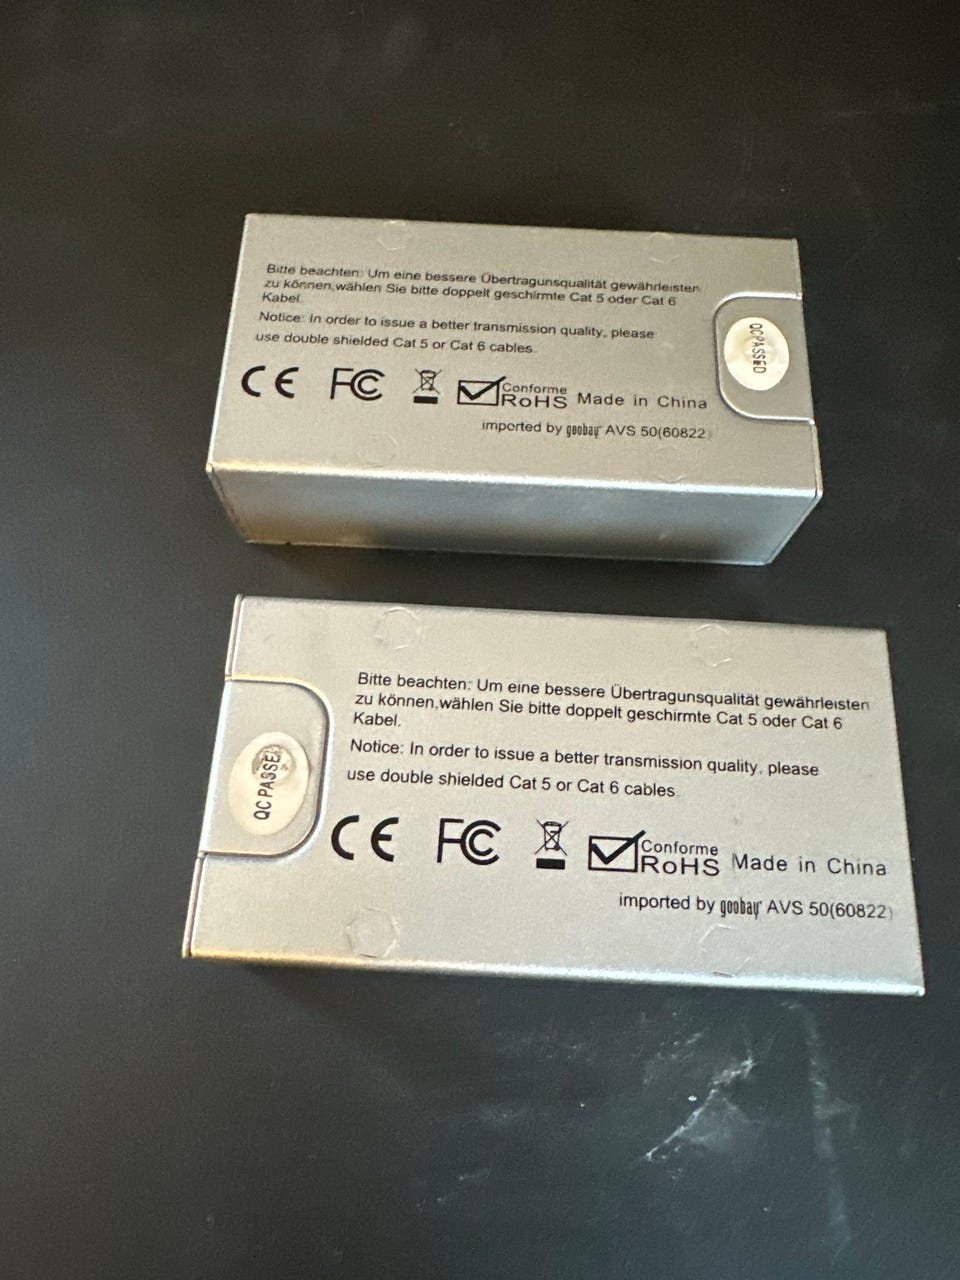 Bitte beachten: Um eine bessere Übertragunsqualität gewährleisten
zu können,wählen Sie bitte doppelt geschirmte Cat 5 oder Cat 6
Kabel.
Notice: In order to issue a better transmission quality, please
use double shielded Cat 5 or Cat 6 cables.
CE FC Conforme
RoHS Made in China
imported by goobay AVS 50(60822)
QC PASSED
Bitte beachten: Um eine bessere Übertragunsqualität gewährleisten
zu können,wählen Sie bitte doppelt geschirmte Cat 5 oder Cat 6
Kabel.
Notice: In order to issue a better transmission quality, please
use double shielded Cat 5 or Cat 6 cables
CE FC Conforme
RoHS Made in China
imported by goobay AVS 50(60822)
QC PASSED